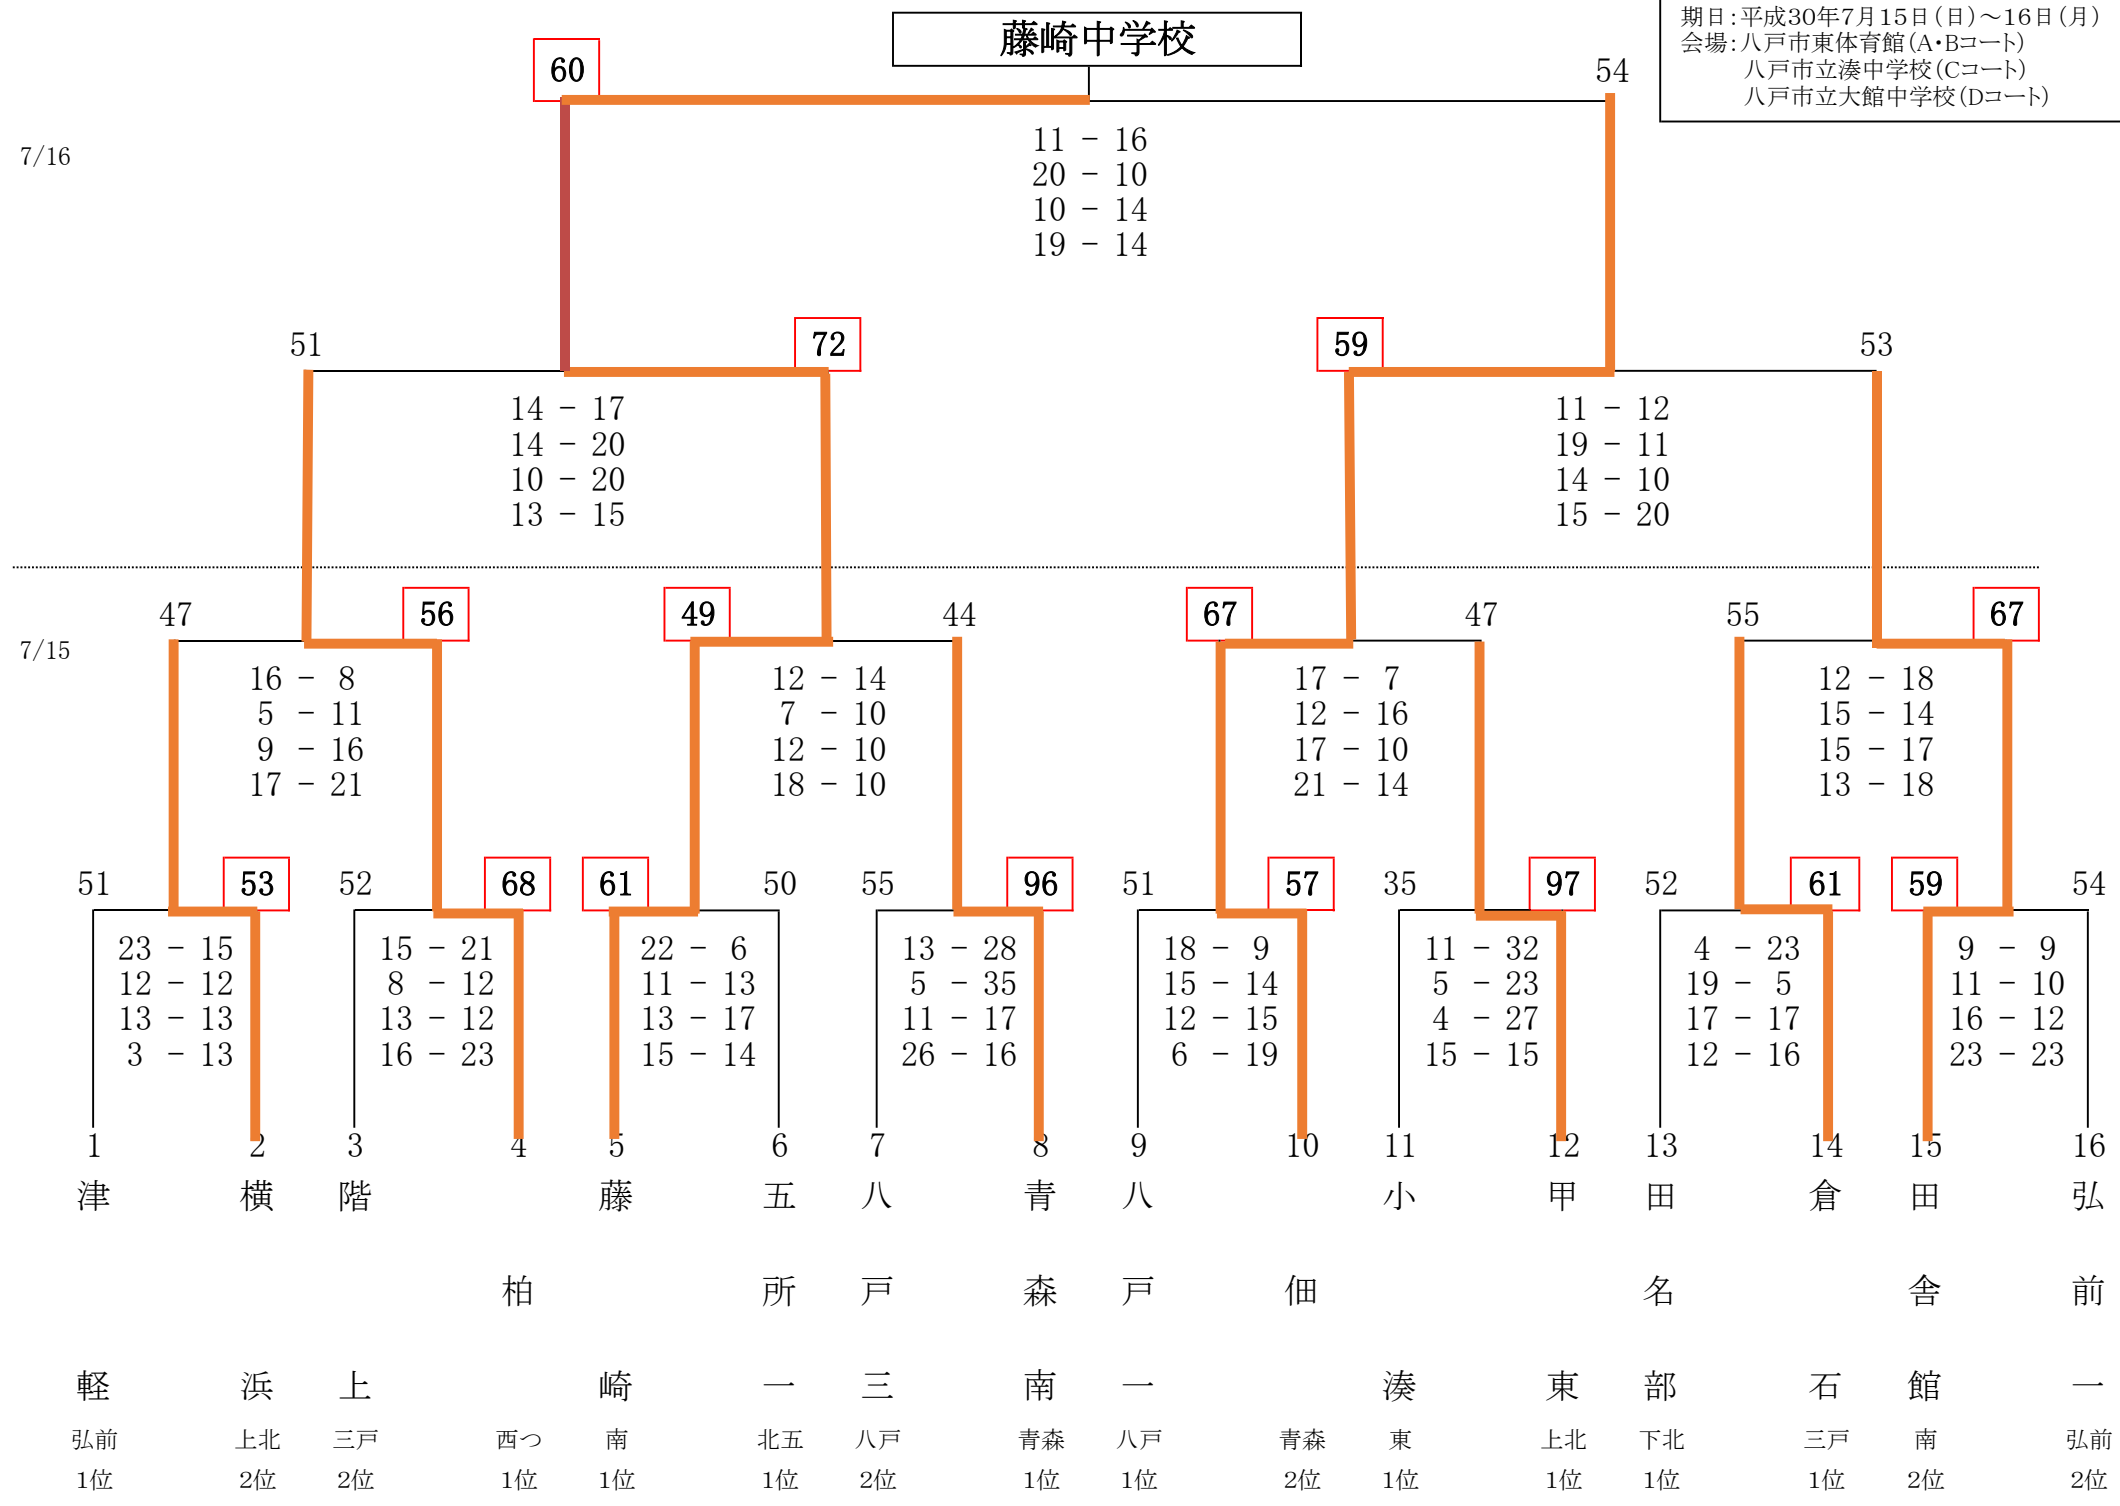 藤崎中学校
期日：平成30年7月15日（日）～16日（月）
会場：八戸市東体育館（A・Bコート）
八戸市立湊中学校（Cコート）
八戸市立大館中学校（Dコート）
60 54
7/16
11 － 16
20 － 10
10 － 14
19 － 14
51 72 59 53
14 － 17 11 － 12
14 － 20 19 － 11
10 － 20 14 － 10
13 － 15 15 － 20
47 56 49 44 67 47 55 67
7/15
16 － 8 12 － 14 17 － 7 12 － 18
5 － 11 7 － 10 12 － 16 15 － 14
9 － 16 12 － 10 17 － 10 15 － 17
17 － 21 18 － 10 21 － 14 13 － 18
51 53 52 68 61 50 55 96 51 57 35 97 52 61 59 54
23 － 15 15 － 21 22 － 6 13 － 28 18 － 9 11 － 32 4 － 23 9 － 9
12 － 12 8 － 12 11 － 13 5 － 35 15 － 14 5 － 23 19 － 5 11 － 10
13 － 13 13 － 12 13 － 17 11 － 17 12 － 15 4 － 27 17 － 17 16 － 12
3 － 13 16 － 23 15 － 14 26 － 16 6 － 19 15 － 15 12 － 16 23 － 23
1 2 3 4 5 6 7 8 9 10 11 12 13 14 15 16
津軽
横浜
階上
柏
藤崎
五所一
八戸三
青森南
八戸一
佃
小湊
甲東
田名部
倉石
田舎館
弘前一
弘前 上北 三戸 西つ 南 北五 八戸 青森 八戸 青森 東 上北 下北 三戸 南 弘前
1位 2位 2位 1位 1位 1位 2位 1位 1位 2位 1位 1位 1位 1位 2位 2位